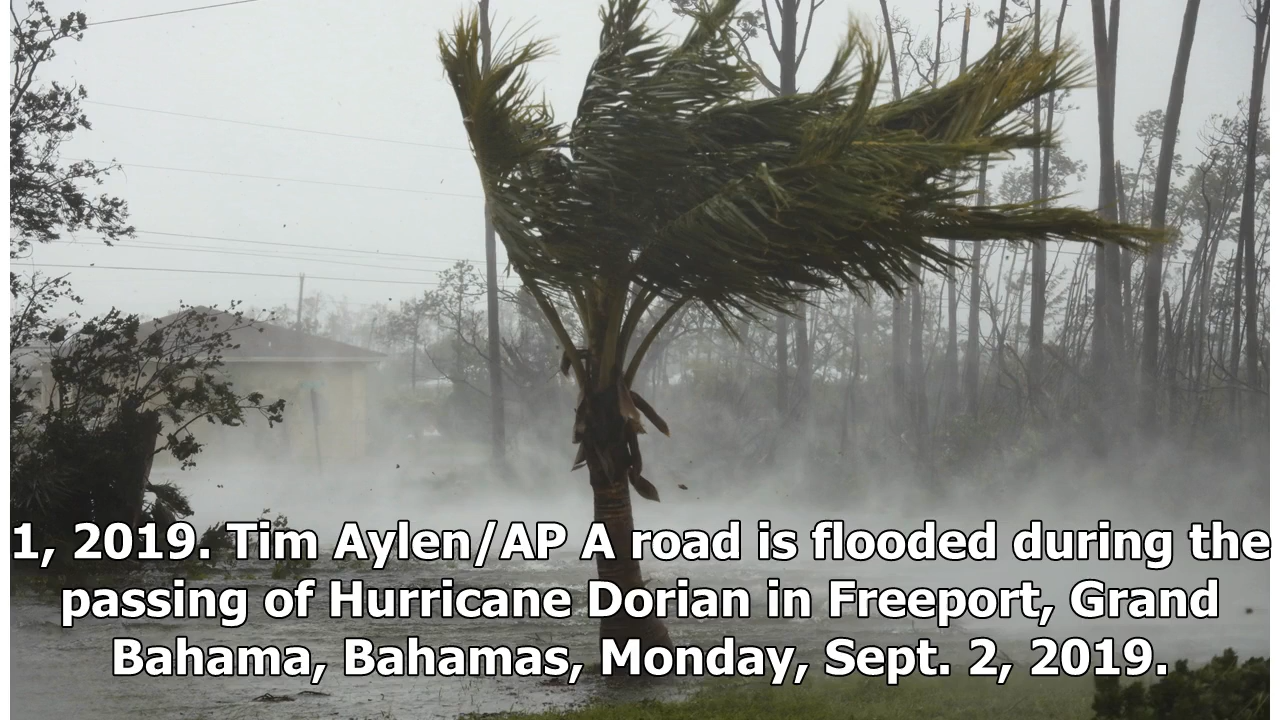 1, 2019. Tim Aylen/AP A road is flooded during the
passing of Hurricane Dorian in Freeport, Grand
Bahama, Bahamas, Monday, Sept. 2, 2019.